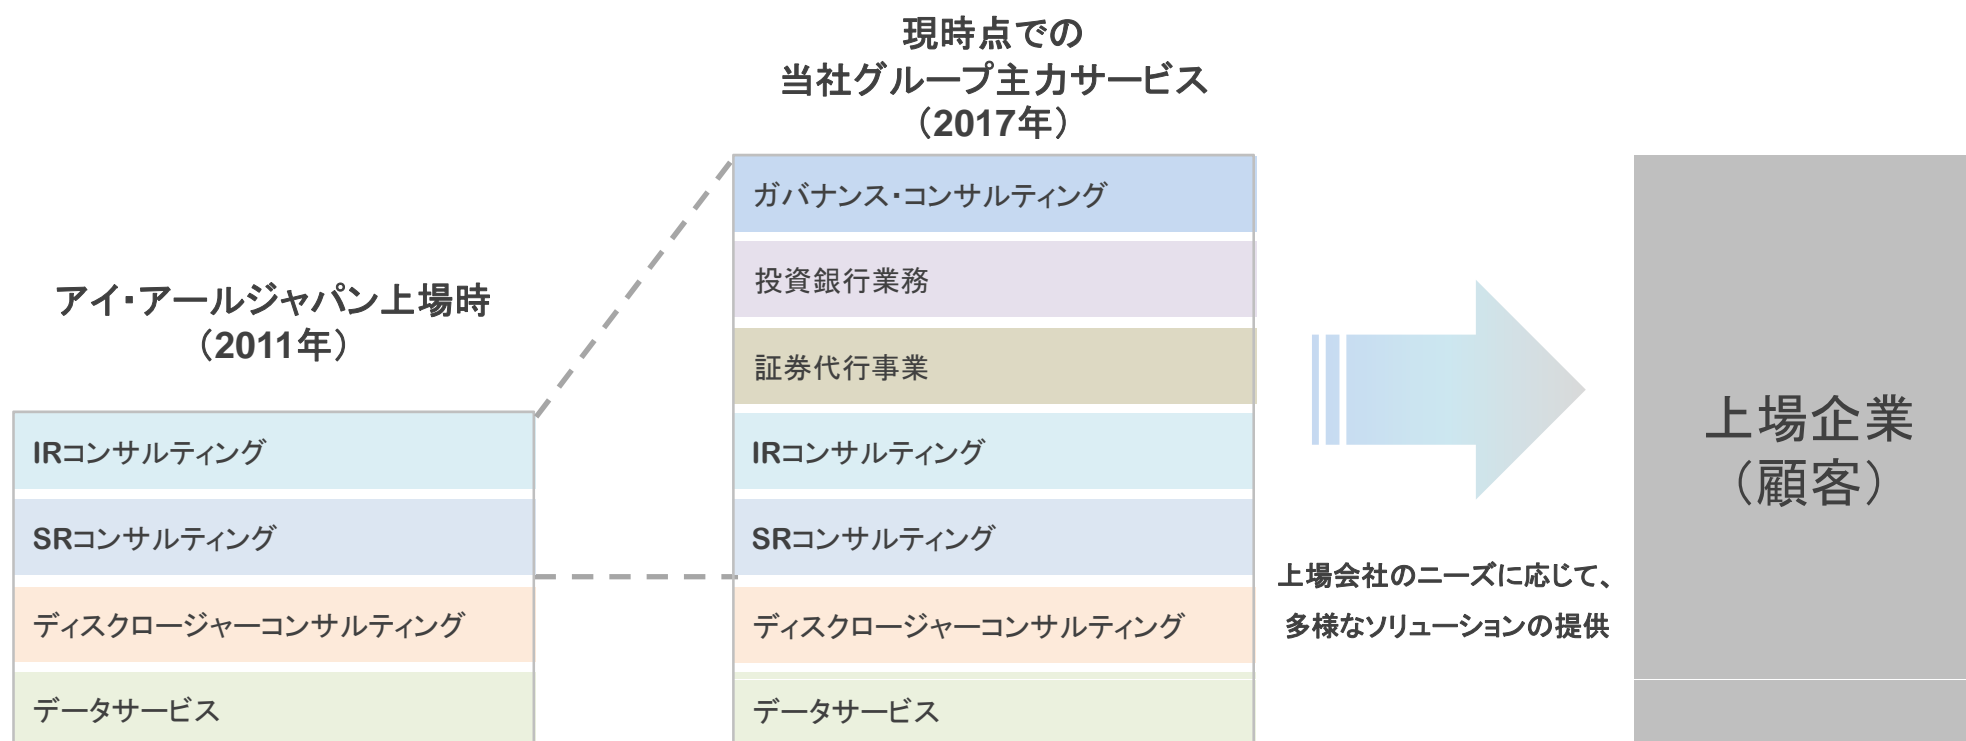 アイ・アールジャパン上場時
（2011年）
IRコンサルティング
SRコンサルティング
ディスクロージャーコンサルティング
データサービス
現時点での
当社グループ主力サービス
（2017年）
ガバナンス・コンサルティング
投資銀行業務
証券代行事業
IRコンサルティング
SRコンサルティング
ディスクロージャーコンサルティング
データサービス
上場会社のニーズに応じて、
多様なソリューションの提供
上場企業
（顧客）